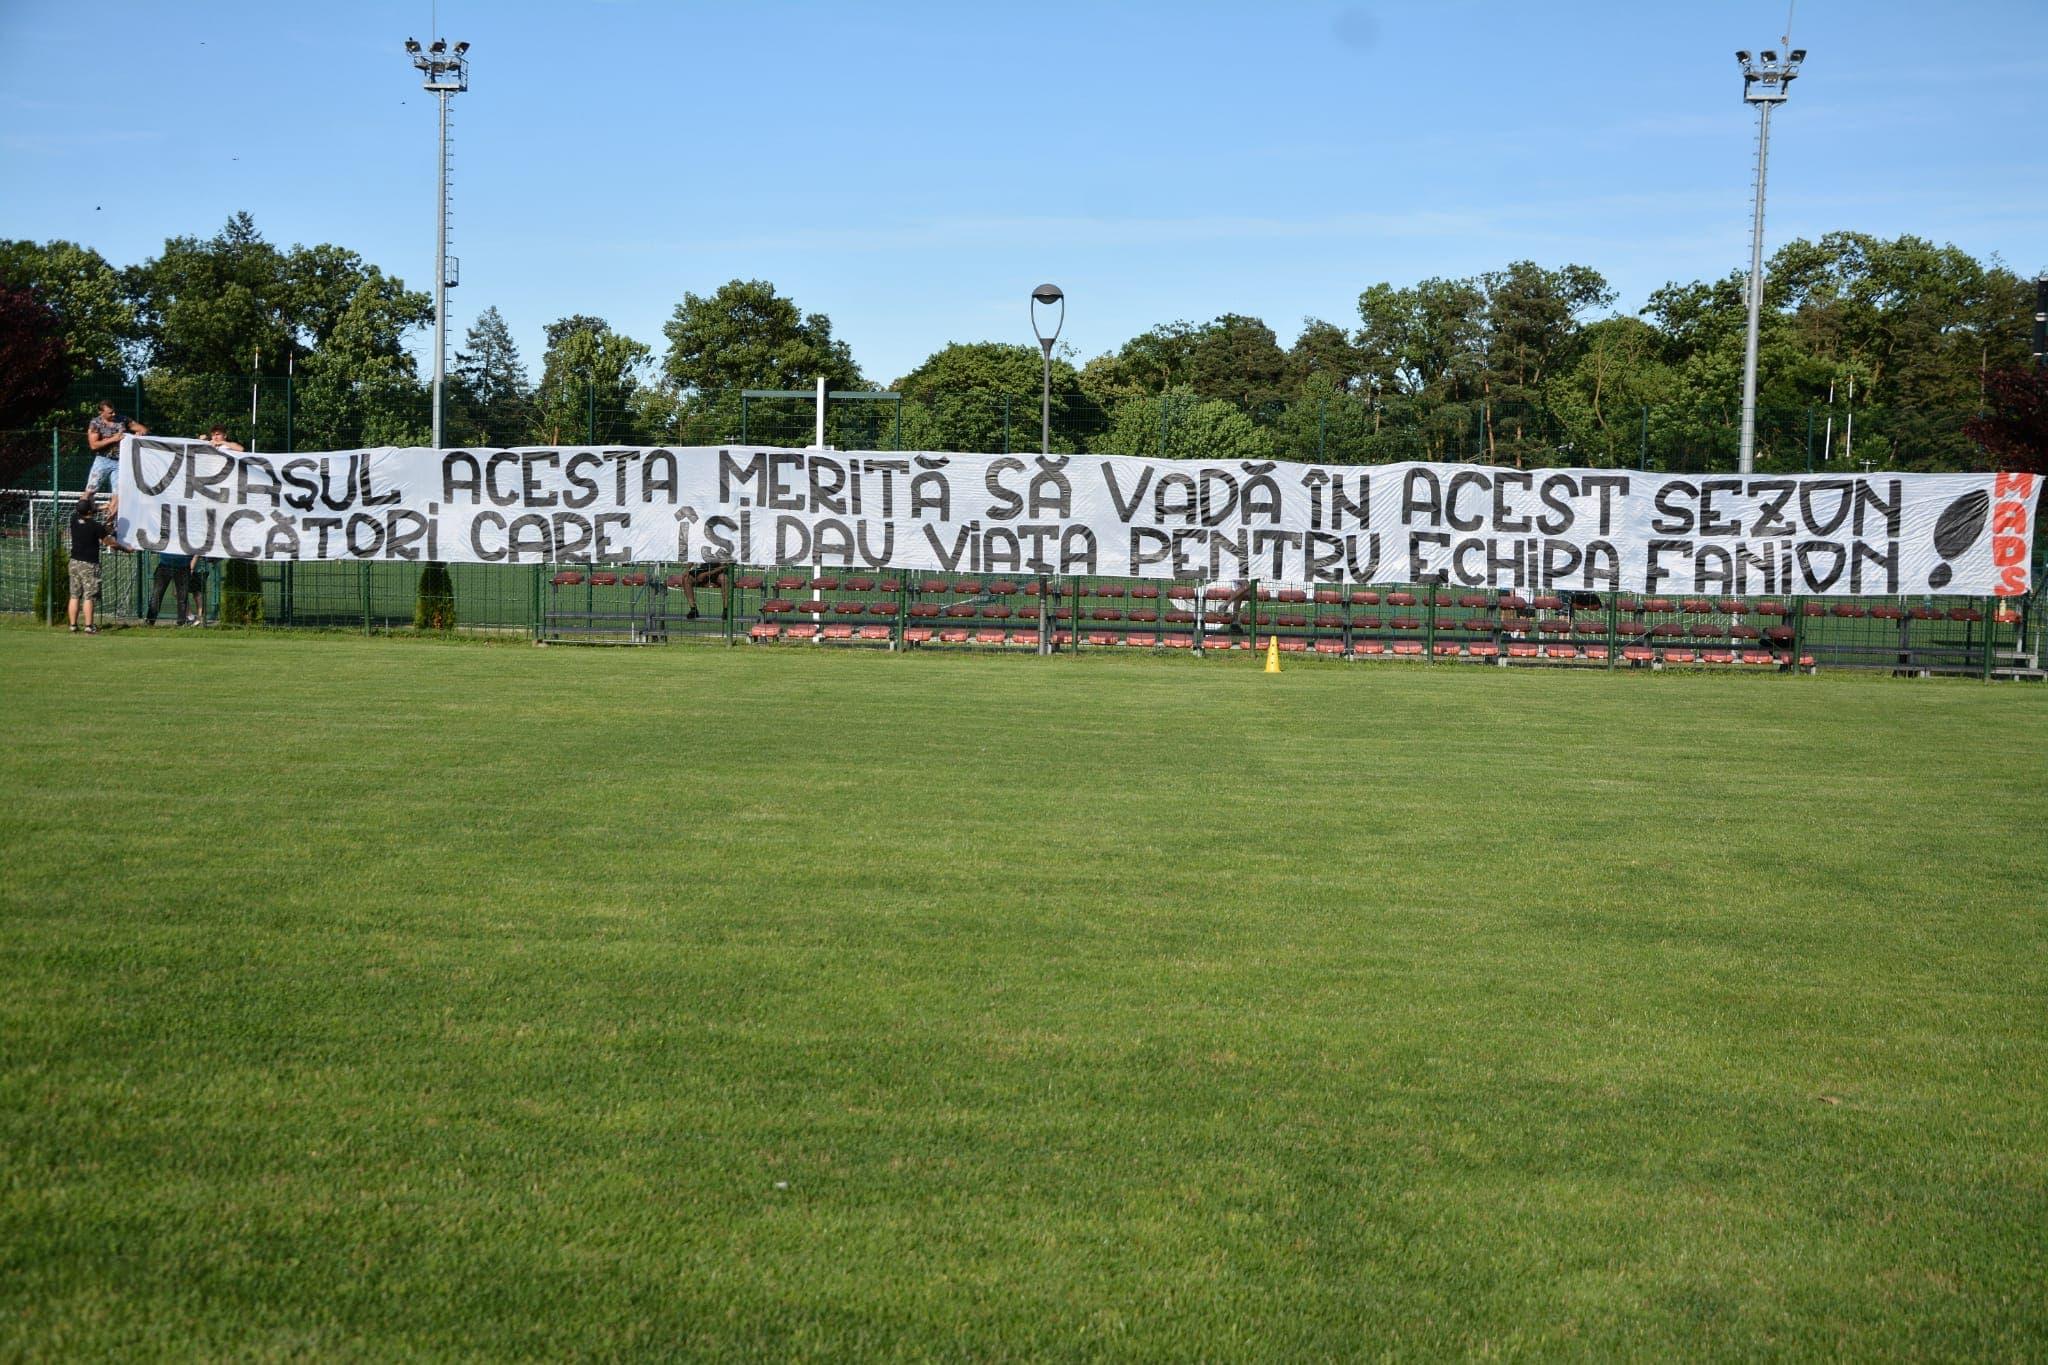 ORAȘUL ACESTA MERITĂ SĂ VADĂ ÎN ACEST SEZON
JUCĂTORI CARE ÎȘI DAU VIAȚA PENTRU ECHIPA FANION!
MADS